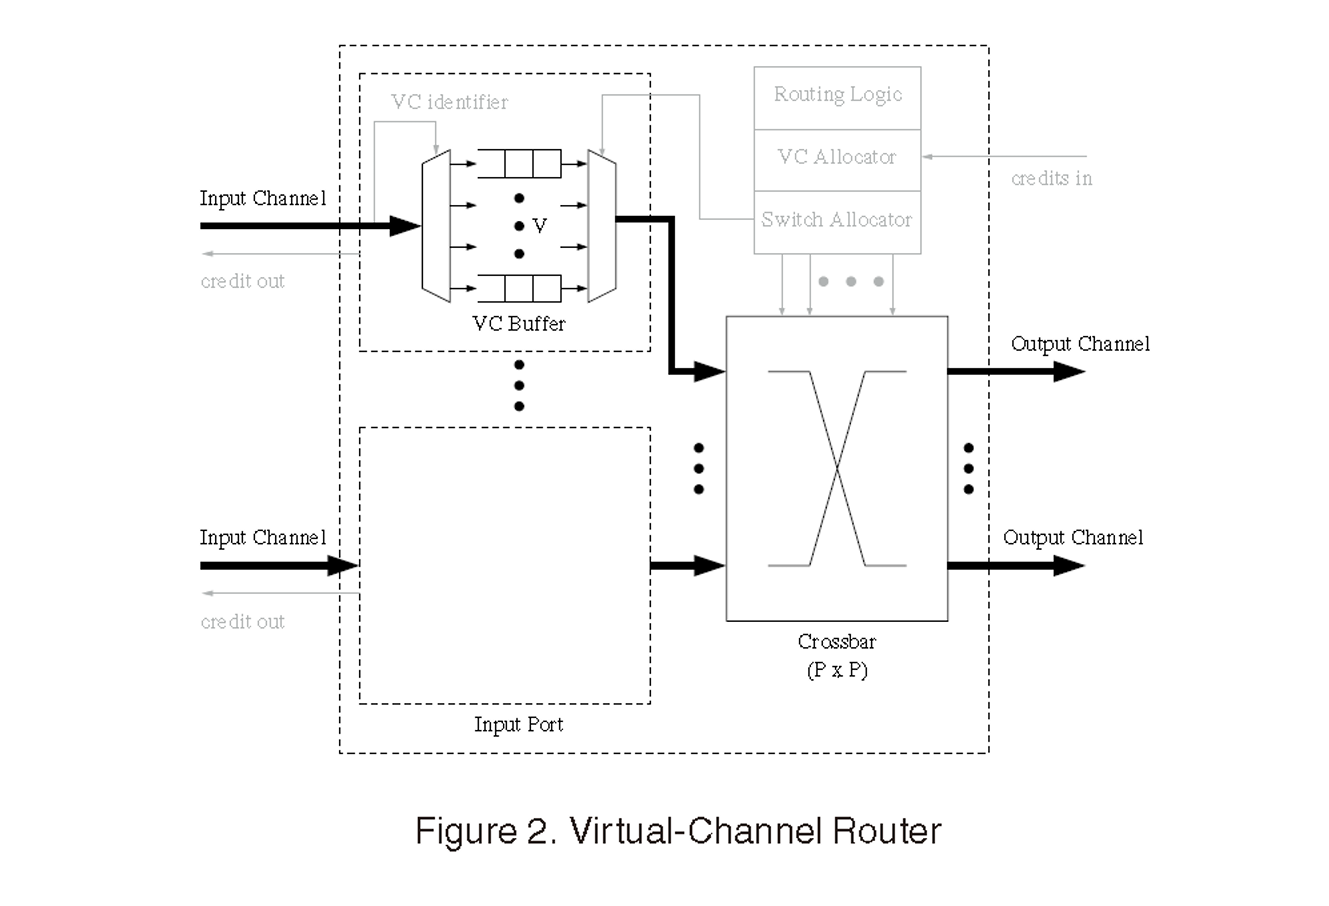 Routing Logic
VC identifier
VC Allocator
credits in
Input Channel
Switch Allocator
V
credit out
VC Buffer
Output Channel
Input Channel
Output Channel
credit out
Crossbar
(P x P)
Input Port
Figure 2. Virtual-Channel Router